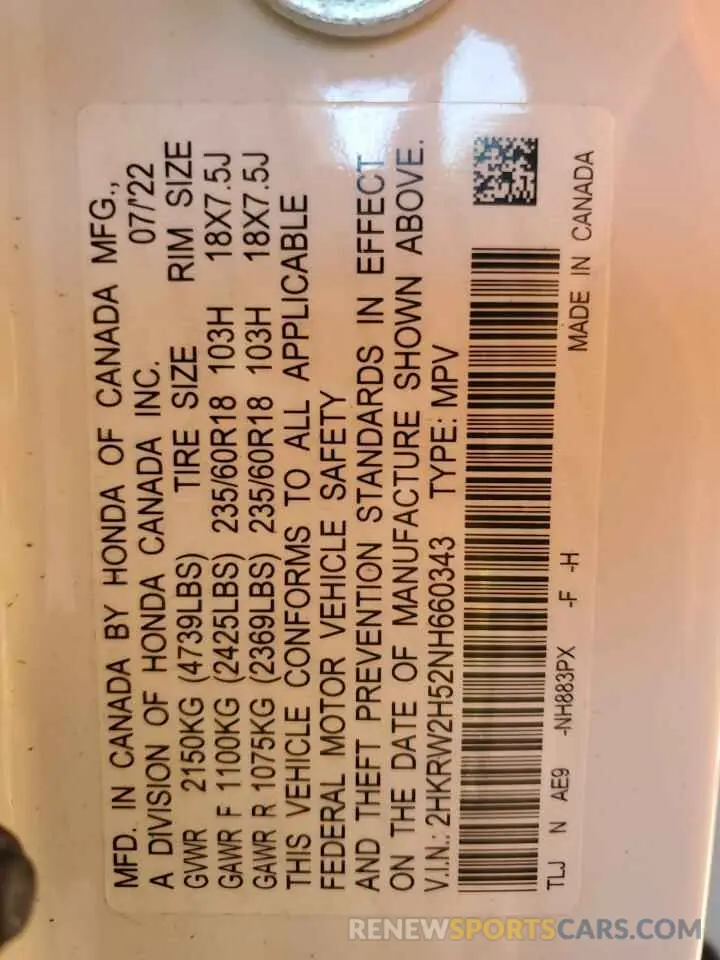 MFD. IN CANADA BY HONDA OF CANADA MFG.,
A DIVISION OF HONDA CANADA INC. 07/'22
GVWR 2150KG (4739LBS) TIRE SIZE RIM SIZE
GAWR F 1100KG (2425LBS) 235/60R18 103H 18X7.5J
GAWR R 1075KG (2369LBS) 235/60R18 103H 18X7.5J
THIS VEHICLE CONFORMS TO ALL APPLICABLE
FEDERAL MOTOR VEHICLE SAFETY
AND THEFT PREVENTION STANDARDS IN EFFECT
ON THE DATE OF MANUFACTURE SHOWN ABOVE.
V.I.N.: 2HKRW2H52NH660343 TYPE: MPV
TLJ N AE9 -NH883PX -F -H MADE IN CANADA
RENEWSPORTSCARS.COM